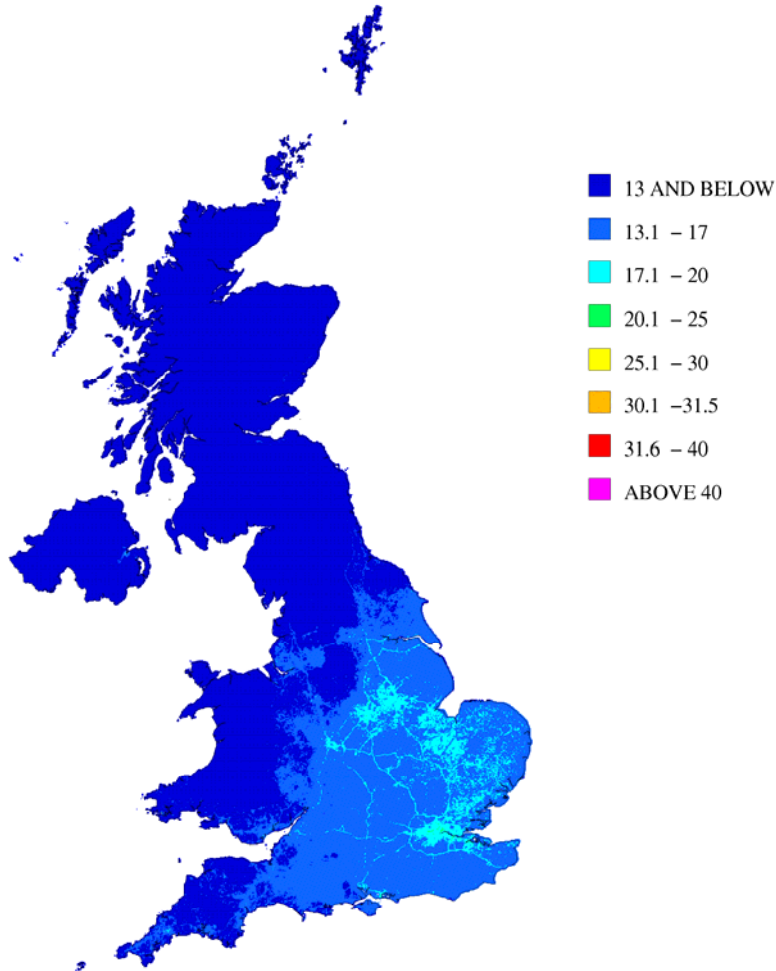 13 AND BELOW
13.1 – 17
17.1 – 20
20.1 – 25
25.1 – 30
30.1 –31.5
31.6 – 40
ABOVE 40